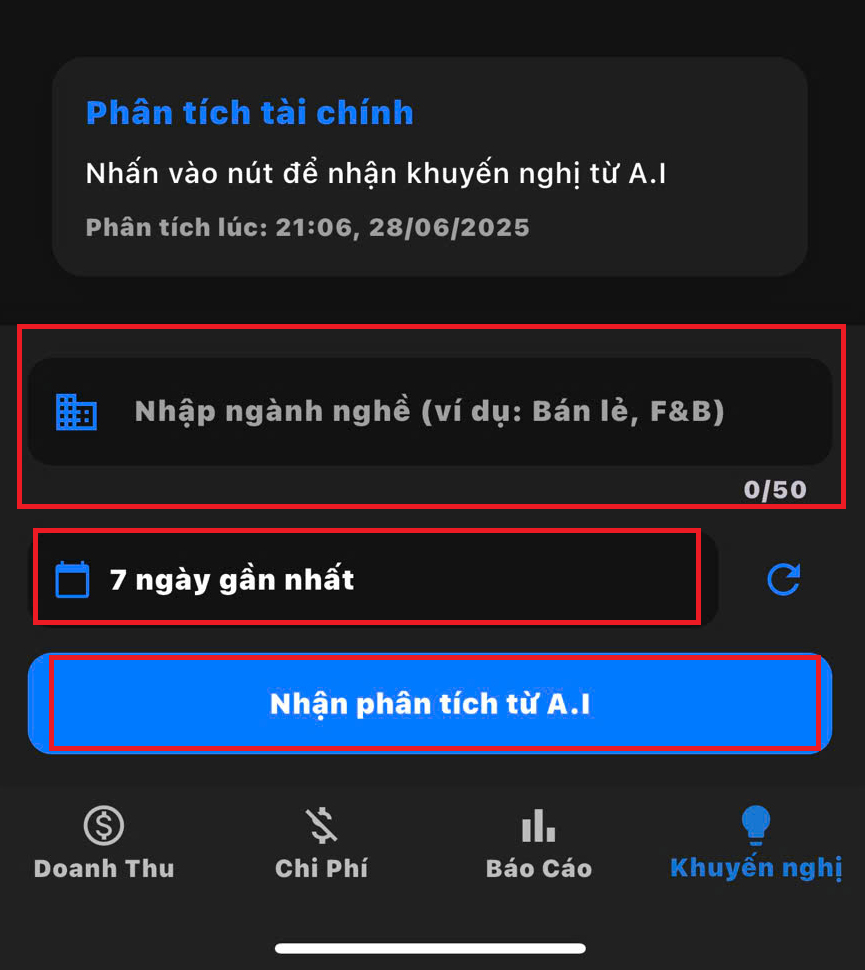 Phân tích tài chính
Nhấn vào nút để nhận khuyến nghị từ A.I
Phân tích lúc: 21:06, 28/06/2025
Nhập ngành nghề (ví dụ: Bán lẻ, F&B)
0/50
7 ngày gần nhất
Nhận phân tích từ A.I
Doanh Thu
Chi Phí
Báo Cáo
Khuyến nghị